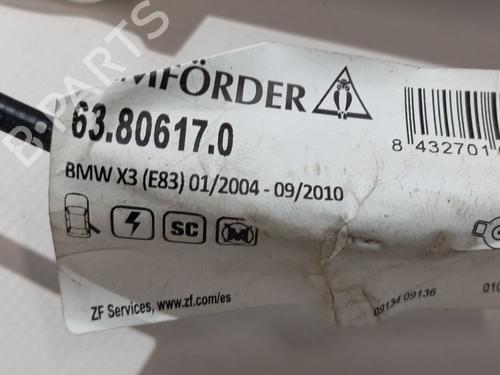 B-PARTS
MFÖRDER
63.80617.0
BMW X3 (E83) 01/2004 - 09/2010
SC
M
8 432701
ZF Services, www.zf.com/es
09134 09136
010